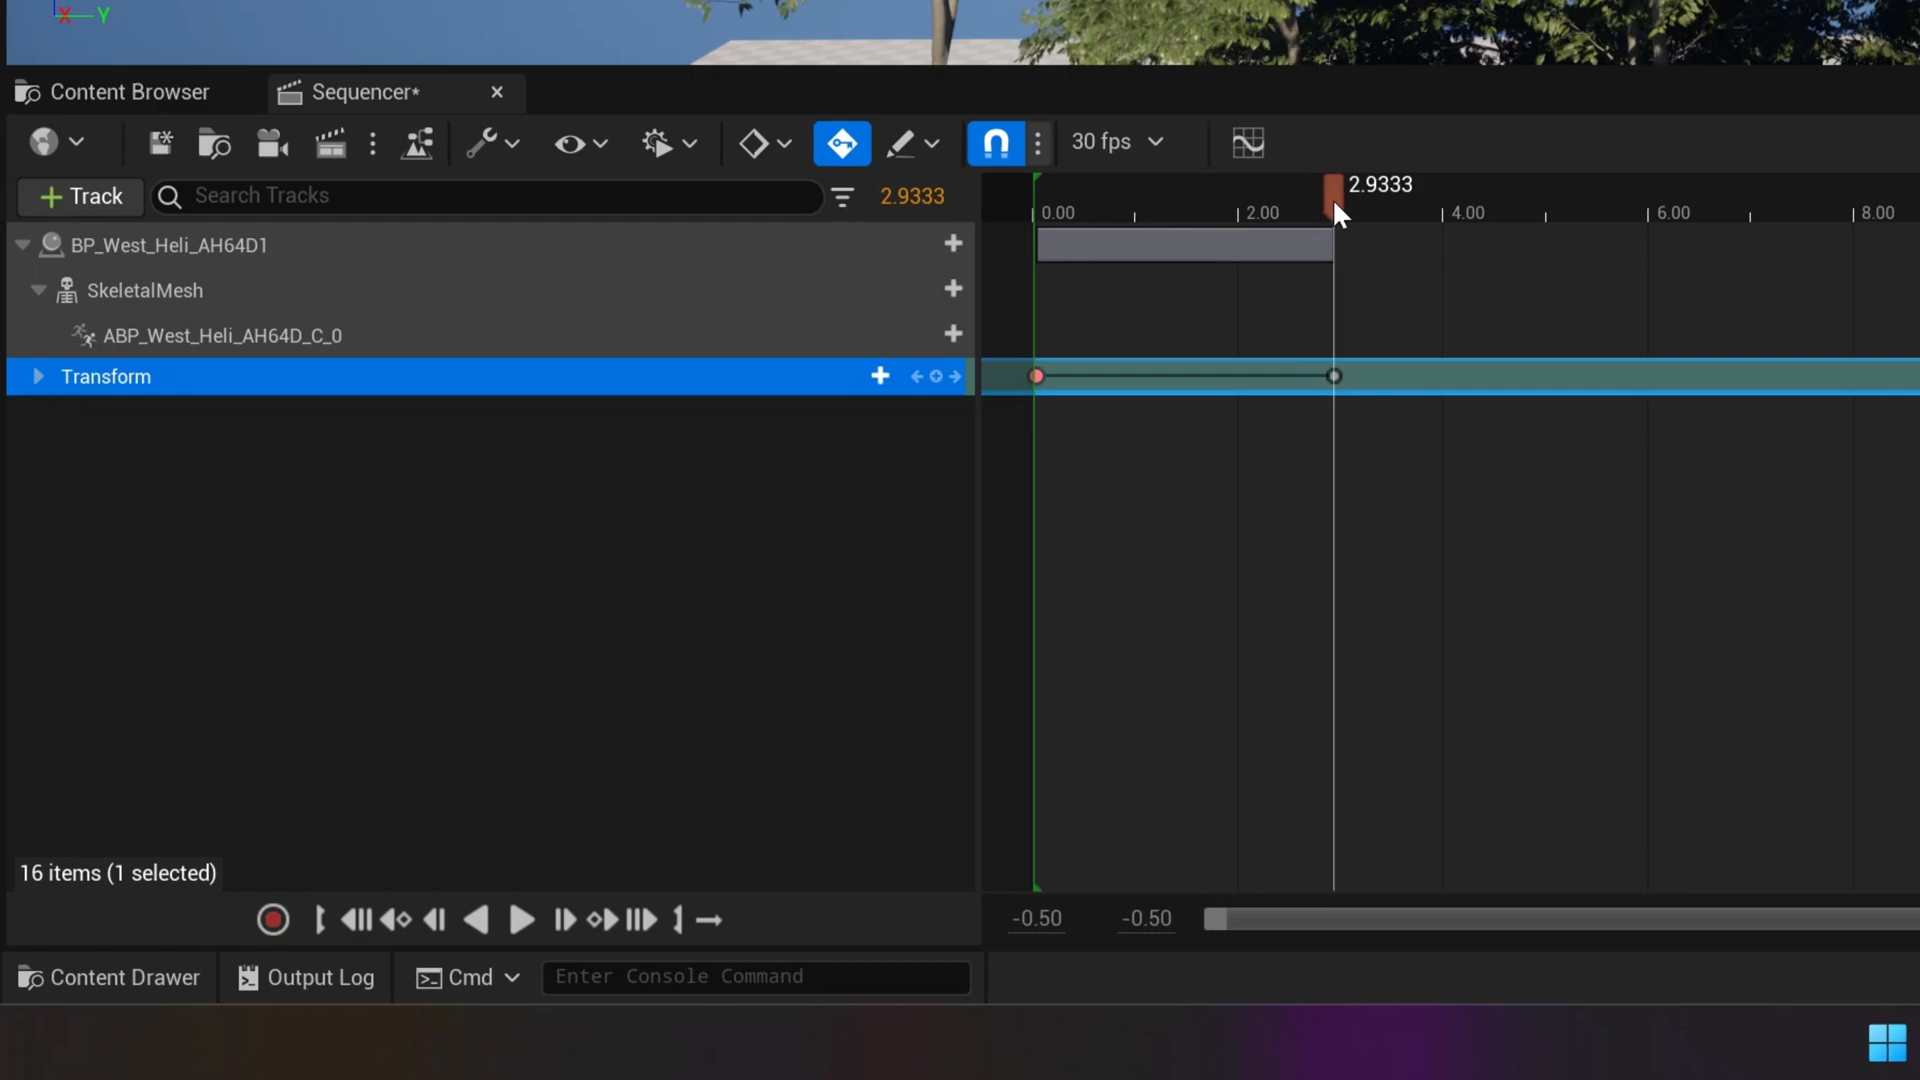 X Y
Content Browser
Sequencer*
30 fps
Track
Search Tracks
2.9333
2.9333
0.00
2.00
4.00
6.00
8.00
BP_West_Heli_AH64D1
SkeletalMesh
ABP_West_Heli_AH64D_C_0
Transform
16 items (1 selected)
-0.50
-0.50
Content Drawer
Output Log
Cmd
Enter Console Command